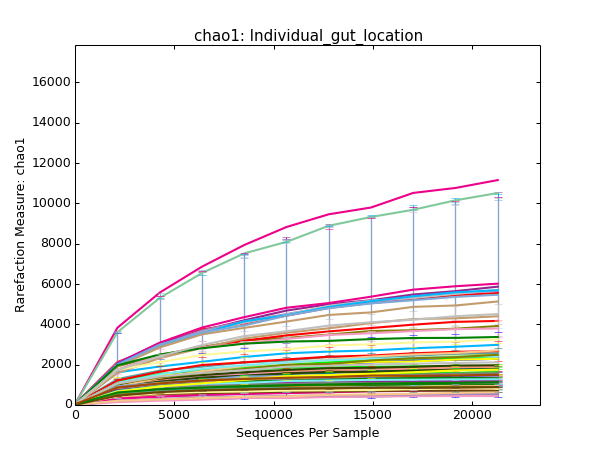 chao1: Individual_gut_location
Rarefaction Measure: chao1
16000
14000
12000
10000
8000
6000
4000
2000
0
0 5000 10000 15000 20000
Sequences Per Sample